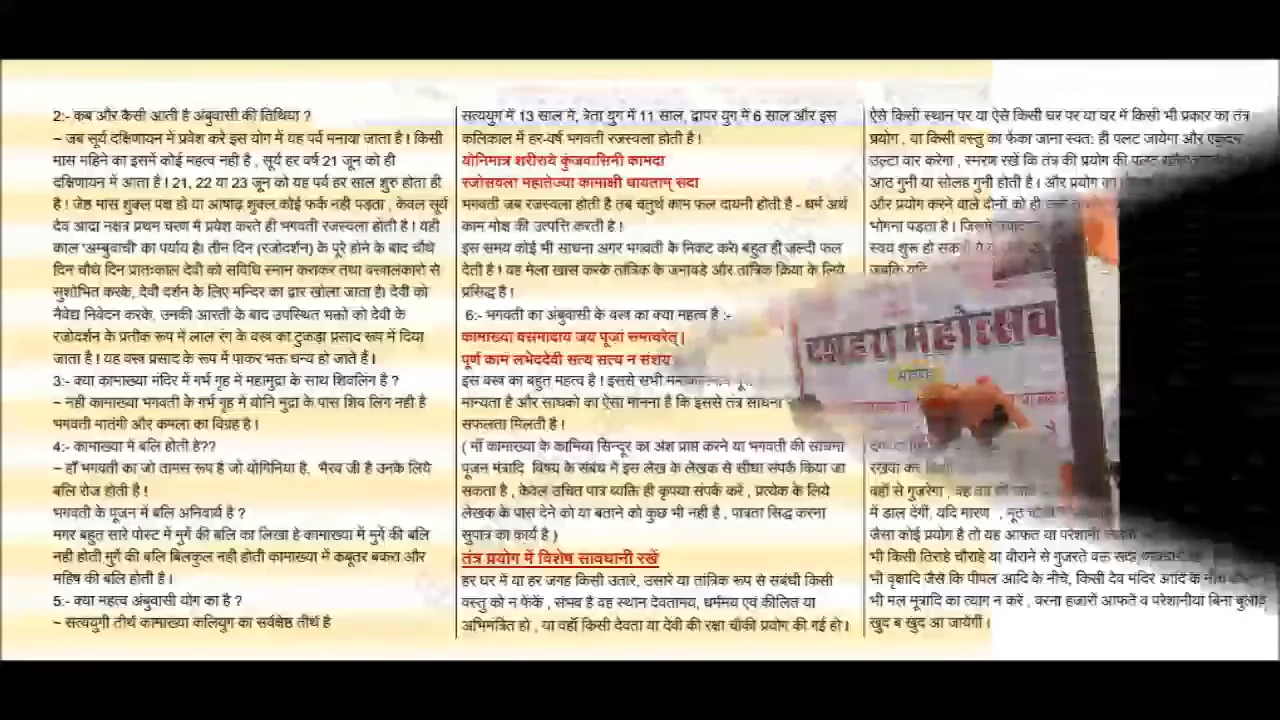 2:- कब और कैसी आती है अंबुवासी की तिथिया ?
~ जब सूर्य दक्षिणायन में प्रवेश करे इस योग में यह पर्व मनाया जाता है । किसी
मास महिने का इसमें कोई महत्व नही है , सूर्य हर वर्ष 21 जून को ही
दक्षिणायन में आता है । 21, 22 या 23 जून को यह पर्व हर साल शुरु होता ही
है । जेष्ठ मास शुक्ल पक्ष हो या आषाढ़ शुक्ल कोई फर्क नही पड़ता , केवल सूर्य
देव आद्रा नक्षत्र प्रथम चरण में प्रवेश करते ही भगवती रजस्वला होती है । यही
काल 'अम्बुवाची' का पर्याय है। तीन दिन (रजोदर्शन) के पूरे होने के बाद चौथे
दिन चौथे दिन प्रातःकाल देवी को सविधि स्नान कराकर तथा वस्त्रालंकारो से
सुशोभित करके, देवी दर्शन के लिए मन्दिर का द्वार खोला जाता है। देवी को
नैवेद्य निवेदन करके, उनकी आरती के बाद उपस्थित भक्तो को देवी के
रजोदर्शन के प्रतीक रूप में लाल रंग के वस्त्र का टुकड़ा प्रसाद रूप में दिया
जाता है । यह वस्त्र प्रसाद के रूप में पाकर भक्त धन्य हो जाते है ।
3:- क्या कामाख्या मंदिर में गर्भ गृह में महामुद्रा के साथ शिवलिंग है ?
~ नही कामाख्या भगवती के गर्भ गृह में योनि मुद्रा के पास शिव लिंग नही है
भगवती मातंगी और कमला का विग्रह है ।
4:- कामाख्या में बलि होती है??
~ हाँ भगवती का जो तामस रूप है जो योगिनिया है, भैरव जी है उनके लिये
बलि रोज होती है !
भगवती के पूजन में बलि अनिवार्य है ?
मगर बहुत सारे पोस्ट में मुर्गे की बलि का लिखा है कामाख्या में मुर्गे की बलि
नही होती मुर्गे की बलि बिलकुल नही होती कामाख्या में कबूतर बकरा और
महिष की बलि होती है ।
5:- क्या महत्व अंबुवासी योग का है ?
~ सत्ययुगी तीर्थ कामाख्या कलियुग का सर्वश्रेष्ठ तीर्थ है
सत्ययुग में 13 साल में, त्रेता युग में 11 साल, द्वापर युग में 6 साल और इस
कलिकाल में हर-वर्ष भगवती रजस्वला होती है !
योनिमात्र शरीराये कुंजवासिनी कामदा
रजोसवला महातेज्या कामाक्षी धायताम् सदा
भगवती जब रजस्वला होती है तब चतुर्थ काम फल दायनी होती है - धर्म अर्थ
काम मोक्ष की उत्पत्ति करती है !
इस समय कोई भी साधना अगर भगवती के निकट करे। बहुत ही जल्दी फल
देती है ! यह मेला खास करके तांत्रिक के जमावड़े और तांत्रिक क्रिया के लिये
प्रसिद्ध है !
6:- भगवती का अंबुवासी के वस्त्र का क्या महत्व है :-
कामाख्या वसमादाय जय पूजां समाचरेत् |
पूर्ण काम लभेददेवी सत्य सत्य न संशय
इस वस्त्र का बहुत महत्व है ! इससे सभी
मान्यता है और साधको का ऐसा मानना है कि इससे तंत्र साधना
सफलता मिलती है !
( माँ कामाख्या के कामिया सिन्दूर का अंश प्राप्त करने या भगवती की साधना
पूजन मंत्रादि विषय के संबंध में इस लेख के लेखक से सीधा संपर्क किया जा
सकता है , केवल उचित पात्र व्यक्ति ही कृपया संपर्क करें , प्रत्येक के लिये
लेखक के पास देने को या बताने को कुछ भी नही है , पात्रता सिद्ध करना
सुपात्र का कार्य है )
तंत्र प्रयोग में विशेष सावधानी रखें
हर घर में या हर जगह किसी उतारे, उसारे या तांत्रिक रूप से सबंधी किसी
वस्तु को न फेंकें , संभव है वह स्थान देवतामय, धर्ममय एवं कीलित या
अभिमंत्रित हो , या वहाँ किसी देवता या देवी की रक्षा चौकी प्रयोग की गई हो ।
ऐसे किसी स्थान पर या ऐसे किसी घर पर या घर में किसी भी प्रकार का तंत्र
प्रयोग , या किसी वस्तु का फेंका जाना स्वत: ही पलट जायेगा और एकदम
उल्टा वार करेगा , स्मरण रखें कि तंत्र की प्रयोग की पलट
आठ गुनी या सोलह गुनी होती है । और प्रयोग
और प्रयोग करने वाले दोनों को ही
भोगना पड़ता है ।
स्वयं शुरू हो
महोत्सव
वहाँ से गुजरेगा ,
में डाल देगी, यदि मारण ,
जैसा कोई प्रयोग है तो यह आफत या परेशानी
भी किसी तिराहे चौराहे या वीराने से गुजरते वक्त
भी वृक्षादि जैसे कि पीपल आदि के नीचे, किसी देव मंदिर आदि के
भी मल मूत्रादि का त्याग न करें , वरना हजारों आफते व परेशानीया बिना बुलाए
खुद ब खुद आ जायेंगी ।